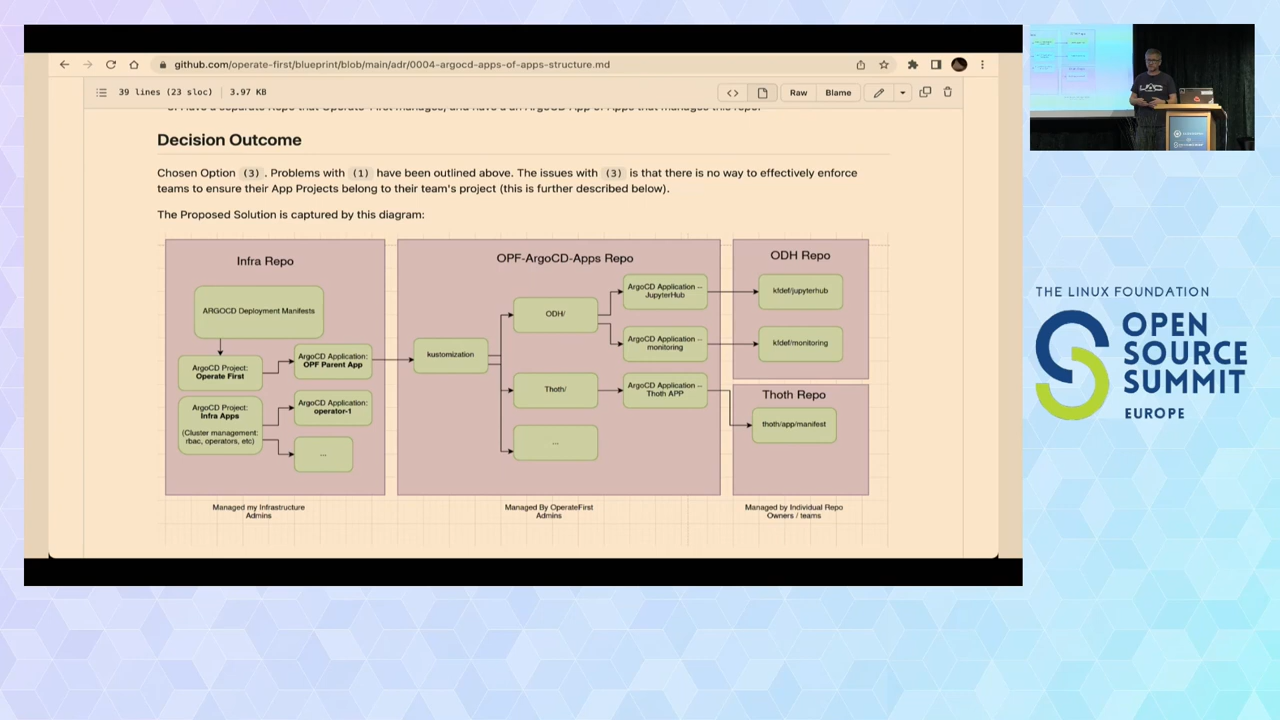 github.com/operate-first/blueprint/blob/main/adr/0004-argocd-apps-of-apps-structure.md
39 lines (23 sloc) 3.97 KB
Raw
Blame
Decision Outcome
Chosen Option (3) . Problems with (1) have been outlined above. The issues with (3) is that there is no way to effectively enforce
teams to ensure their App Projects belong to their team's project (this is further described below).
The Proposed Solution is captured by this diagram:
Infra Repo
ARGOCD Deployment Manifests
ArgoCD Project:
Operate First
ArgoCD Application:
OPF Parent App
ArgoCD Project:
Infra Apps
(Cluster management:
rbac, operators, etc)
ArgoCD Application:
operator-1
...
Managed my Infrastructure
Admins
OPF-ArgoCD-Apps Repo
kustomization
ODH/
ArgoCD Application --
JupyterHub
ArgoCD Application --
monitoring
Thoth/
ArgoCD Application --
Thoth APP
...
Managed By OperateFirst
Admins
ODH Repo
kfdef/jupyterhub
kfdef/monitoring
Thoth Repo
thoth/app/manifest
Managed by Individual Repo
Owners / teams
THE LINUX FOUNDATION
OPEN
SOURCE
SUMMIT
EUROPE